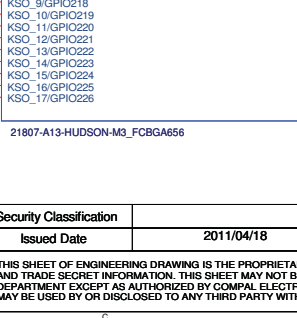 KSO_9/GPIO218
KSO_10/GPIO219
KSO_11/GPIO220
KSO_12/GPIO221
KSO_13/GPIO222
KSO_14/GPIO223
KSO_15/GPIO224
KSO_16/GPIO225
KSO_17/GPIO226
21807-A13-HUDSON-M3_FCBGA656
Security Classification
Issued Date 2011/04/18
THIS SHEET OF ENGINEERING DRAWING IS THE PROPRIETA
AND TRADE SECRET INFORMATION. THIS SHEET MAY NOT B
DEPARTMENT EXCEPT AS AUTHORIZED BY COMPAL ELECTR
MAY BE USED BY OR DISCLOSED TO ANY THIRD PARTY WITH
C